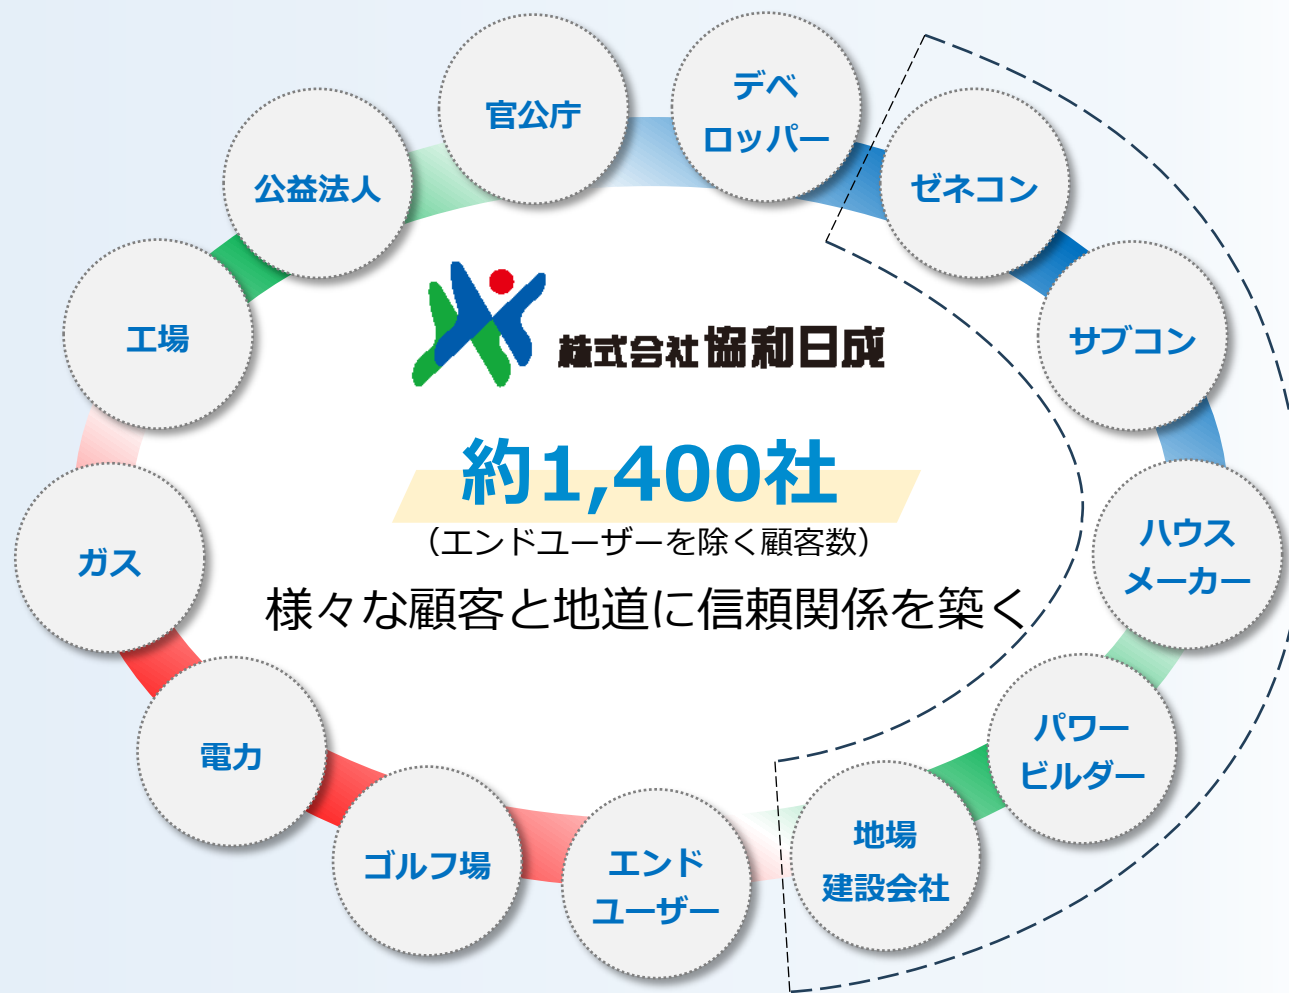 官公庁
デベ
ロッパー
ゼネコン
サブコン
ハウス
メーカー
パワー
ビルダー
地場
建設会社
エンド
ユーザー
ゴルフ場
電力
ガス
工場
公益法人
株式会社協和日成
約1,400社
（エンドユーザーを除く顧客数）
様々な顧客と地道に信頼関係を築く